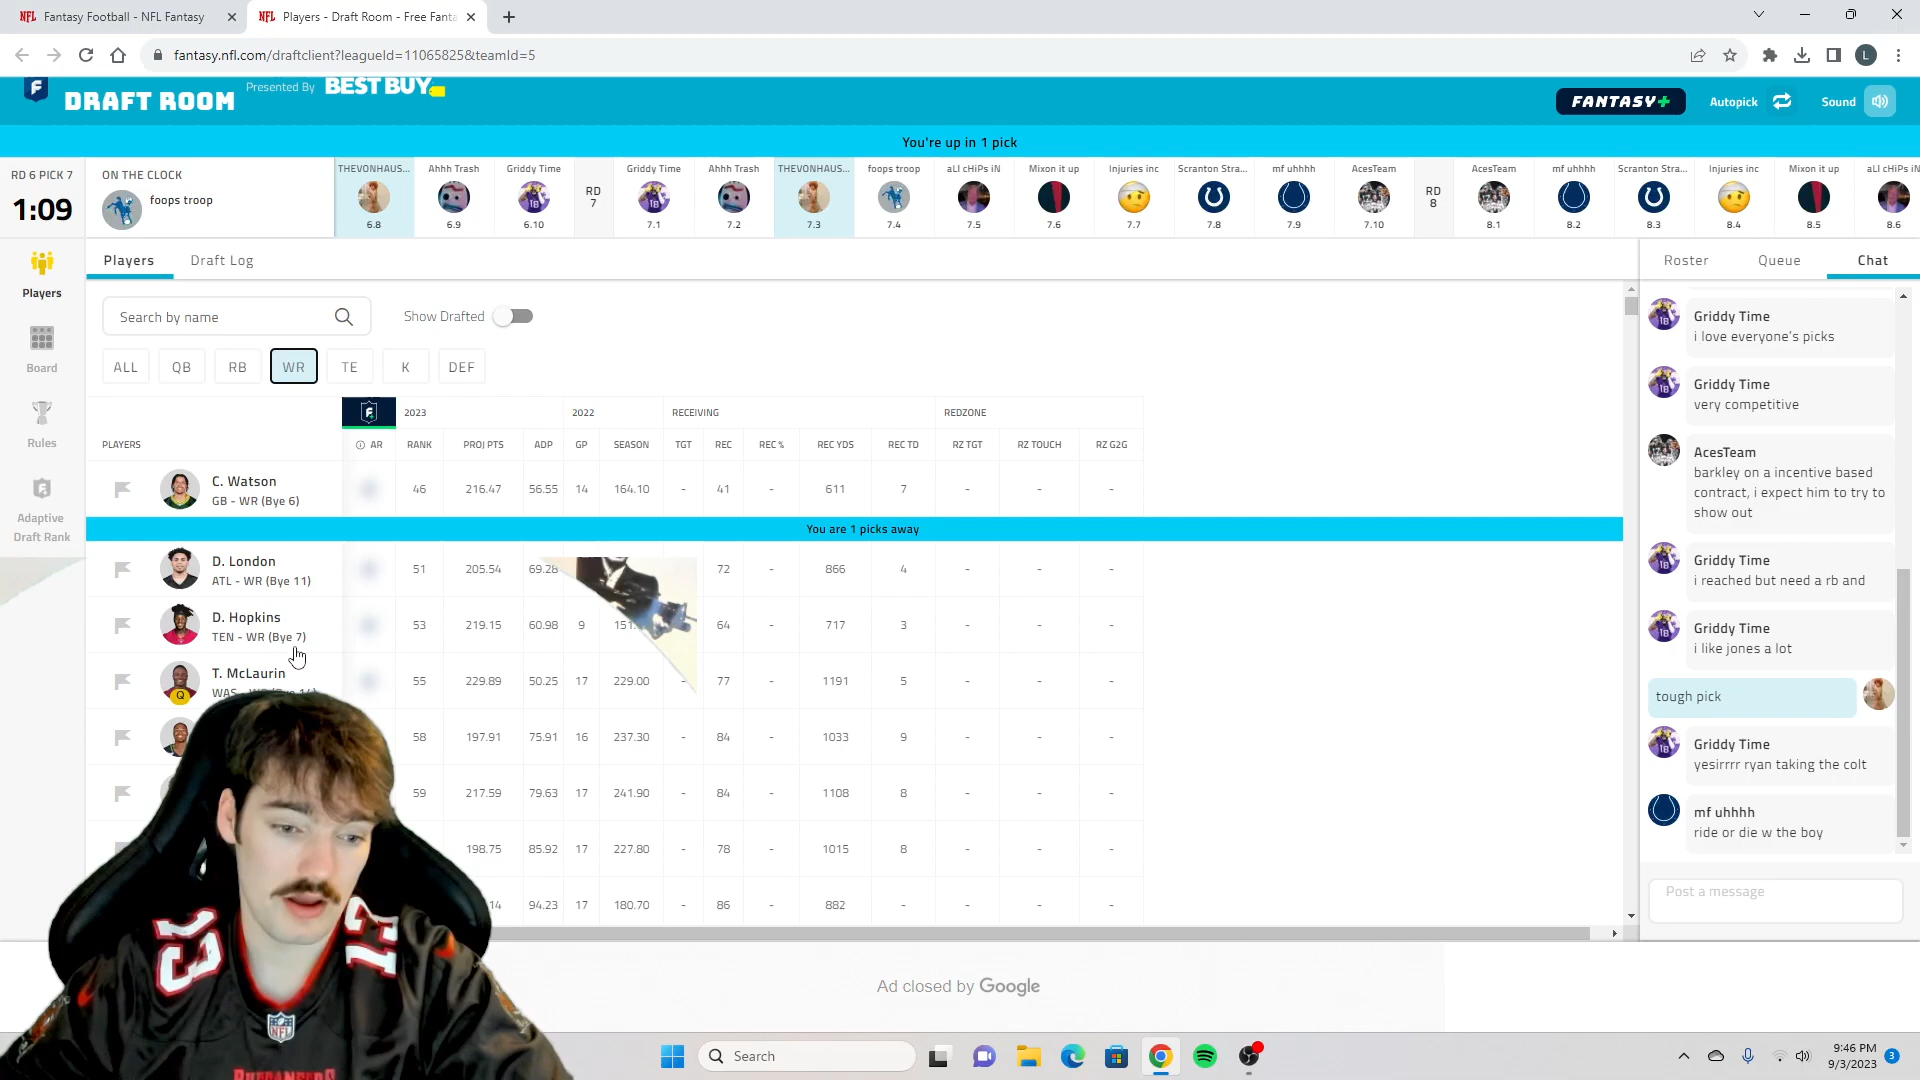 Fantasy Football - NFL Fantasy
Players - Draft Room - Free Fanta
fantasy.nfl.com/draftclient?leagueId=11065825&teamId=5
L
DRAFT ROOM
Presented By BEST BUY
FANTASY+
Autopick
Sound
You're up in 1 pick
RD 6 PICK 7
1:09
ON THE CLOCK
foops troop
THEVONHAUS...
6.8
Ahhh Trash
6.9
Griddy Time
6.10
RD
7
Griddy Time
7.1
Ahhh Trash
7.2
THEVONHAUS...
7.3
foops troop
7.4
aLl cHiPs iN
7.5
Mixon it up
7.6
Injuries inc
7.7
Scranton Stra...
7.8
mf uhhhh
7.9
AcesTeam
7.10
RD
8
AcesTeam
8.1
mf uhhhh
8.2
Scranton Stra...
8.3
Injuries inc
8.4
Mixon it up
8.5
aLl cHiPs iN
8.6
Players
Board
Rules
Adaptive
Draft Rank
Players
Draft Log
Search by name
Show Drafted
ALL QB RB WR TE K DEF
2023 2022 RECEIVING REDZONE
PLAYERS AR RANK PROJ PTS ADP GP SEASON TGT REC REC % REC YDS REC TD RZ TGT RZ TOUCH RZ G2G
C. Watson
GB - WR (Bye 6)
46 216.47 56.55 14 164.10 - 41 - 611 7 - - -
You are 1 picks away
D. London
ATL - WR (Bye 11)
51 205.54 69.28 72 - 866 4 - - -
D. Hopkins
TEN - WR (Bye 7)
53 219.15 60.98 9 151. 64 - 717 3 - - -
T. McLaurin
Q
55 229.89 50.25 17 229.00 - 77 - 1191 5 - - -
58 197.91 75.91 16 237.30 - 84 - 1033 9 - - -
59 217.59 79.63 17 241.90 - 84 - 1108 8 - - -
198.75 85.92 17 227.80 - 78 - 1015 8 - - -
14 94.23 17 180.70 - 86 - 882 - - - -
Roster
Queue
Chat
Griddy Time
i love everyone's picks
Griddy Time
very competitive
AcesTeam
barkley on a incentive based
contract, i expect him to try to
show out
Griddy Time
i reached but need a rb and
Griddy Time
i like jones a lot
tough pick
Griddy Time
yesirrrr ryan taking the colt
mf uhhhh
ride or die w the boy
Post a message
Ad closed by Google
NFL
BUCCANEERS
Search
9:46 PM
9/3/2023
3